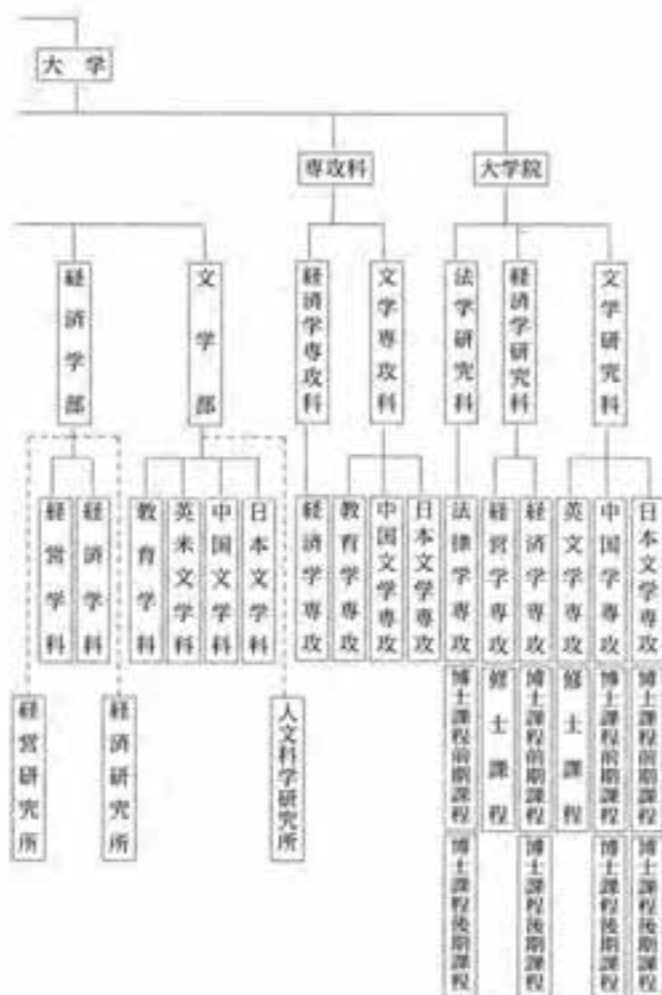 大学
専攻科
大学院
経済学部
文学部
経済学専攻科
文学専攻科
法学研究科
経済学研究科
文学研究科
経営学科
経済学科
教育学科
英米文学科
中国文学科
日本文学科
経済学専攻
教育学専攻
中国文学専攻
日本文学専攻
法律学専攻
経営学専攻
経済学専攻
英文学専攻
中国学専攻
日本文学専攻
博士課程前期課程
修士課程
博士課程前期課程
修士課程
博士課程前期課程
博士課程前期課程
経営研究所
経済研究所
人文科学研究所
博士課程後期課程
博士課程後期課程
博士課程後期課程
博士課程後期課程